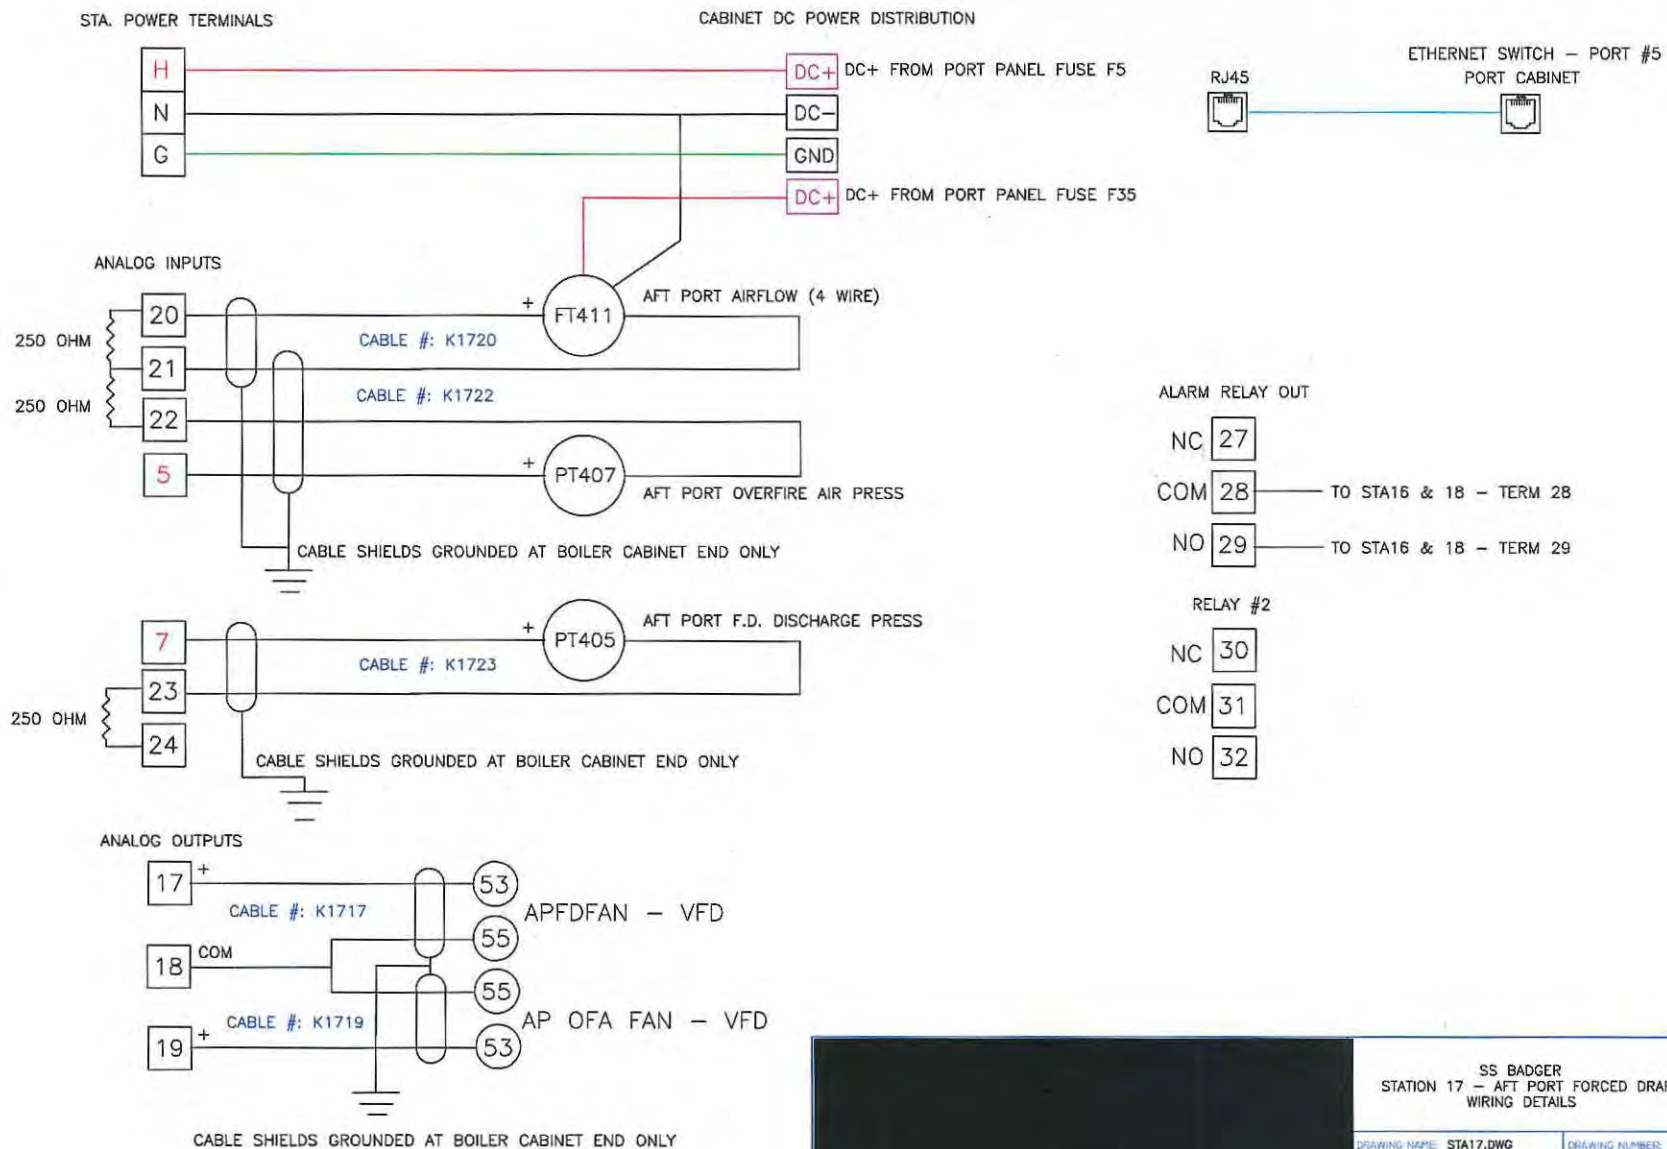 STA. POWER TERMINALS
CABINET DC POWER DISTRIBUTION
ETHERNET SWITCH – PORT #5
PORT CABINET
RJ45
H
DC+ DC+ FROM PORT PANEL FUSE F5
N
DC-
G
GND
DC+ DC+ FROM PORT PANEL FUSE F35
ANALOG INPUTS
AFT PORT AIRFLOW (4 WIRE)
20
+
FT411
250 OHM
CABLE #: K1720
21
CABLE #: K1722
250 OHM
22
5
+
PT407
AFT PORT OVERFIRE AIR PRESS
CABLE SHIELDS GROUNDED AT BOILER CABINET END ONLY
7
+
PT405
AFT PORT F.D. DISCHARGE PRESS
CABLE #: K1723
23
250 OHM
24
CABLE SHIELDS GROUNDED AT BOILER CABINET END ONLY
ALARM RELAY OUT
NC 27
COM 28 TO STA16 & 18 – TERM 28
NO 29 TO STA16 & 18 – TERM 29
RELAY #2
NC 30
COM 31
NO 32
ANALOG OUTPUTS
17 +
53
CABLE #: K1717
APFDFAN – VFD
55
18 COM
55
CABLE #: K1719
AP OFA FAN – VFD
19 +
53
CABLE SHIELDS GROUNDED AT BOILER CABINET END ONLY
SS BADGER
STATION 17 – AFT PORT FORCED DRAF
WIRING DETAILS
DRAWING NAME: STA17.DWG
DRAWING NUMBER: